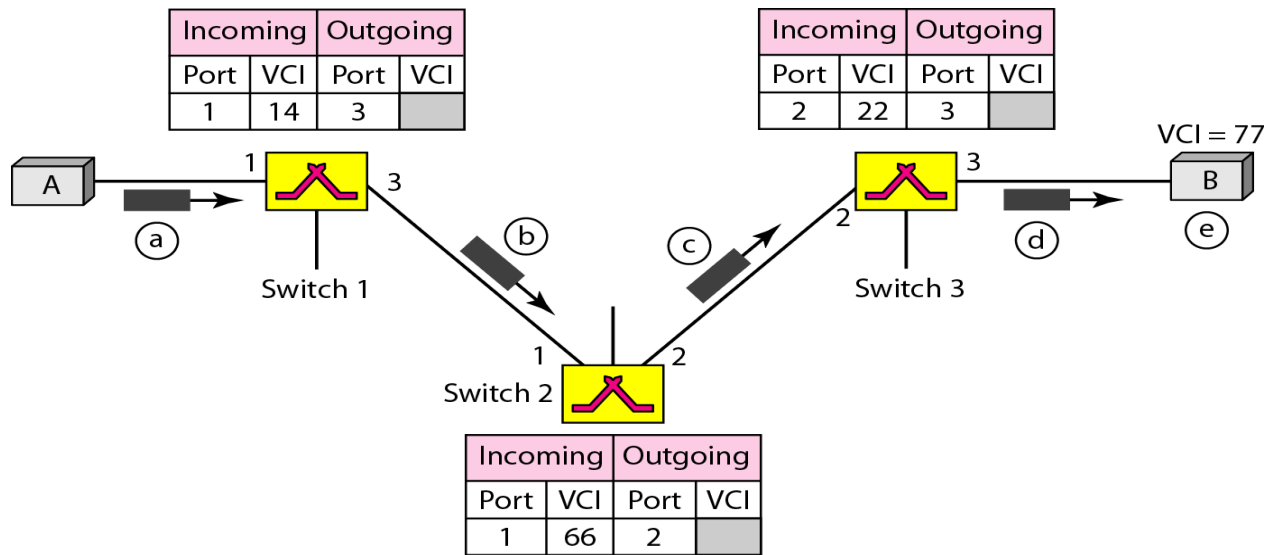 Incoming Outgoing
Port VCI Port VCI
1 14 3
Incoming Outgoing
Port VCI Port VCI
2 22 3
VCI = 77
A
1
3
a
Switch 1
b
c
2
3
Switch 3
d
B
e
1
2
Switch 2
Incoming Outgoing
Port VCI Port VCI
1 66 2